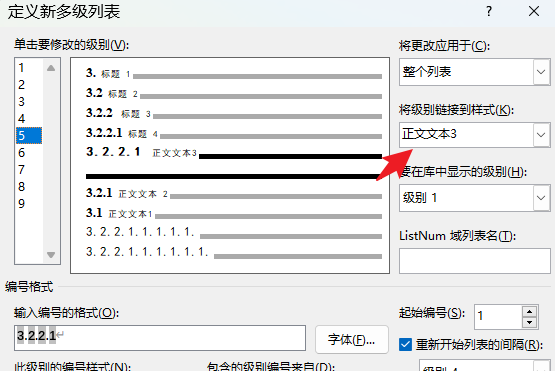 定义新多级列表 ? ×
单击要修改的级别(V): 将更改应用于(C):
1
2
3
4
5
6
7
8
9
3. 标题 1
3.2 标题 2
3.2.2 标题 3
3.2.2.1 标题 4
3.2.2.1 正文文本3
3.2.1 正文文本 2
3.1 正文文本1
3.2.2.1.1.1.1.
3.2.2.1.1.1.1.1.
整个列表
将级别链接到样式(K):
正文文本3
要在库中显示的级别(H):
级别 1
ListNum 域列表名(T):
编号格式
输入编号的格式(O): 起始编号(S): 1
3.2.2.1 字体(F)...
重新开始列表的间隔(R):
此级别的编号样式(N): 包含的级别编号来自(D): 级别 4